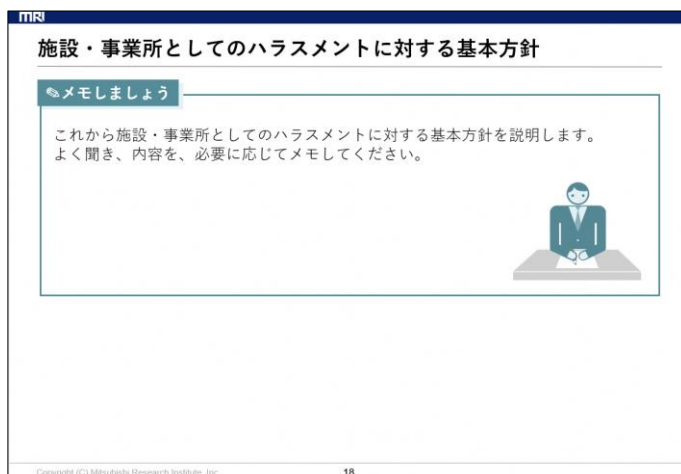 MRI
施設・事業所としてのハラスメントに対する基本方針
✎メモしましょう
これから施設・事業所としてのハラスメントに対する基本方針を説明します。
よく聞き、内容を、必要に応じてメモしてください。
Copyright (C) Mitsubishi Research Institute, Inc.
18